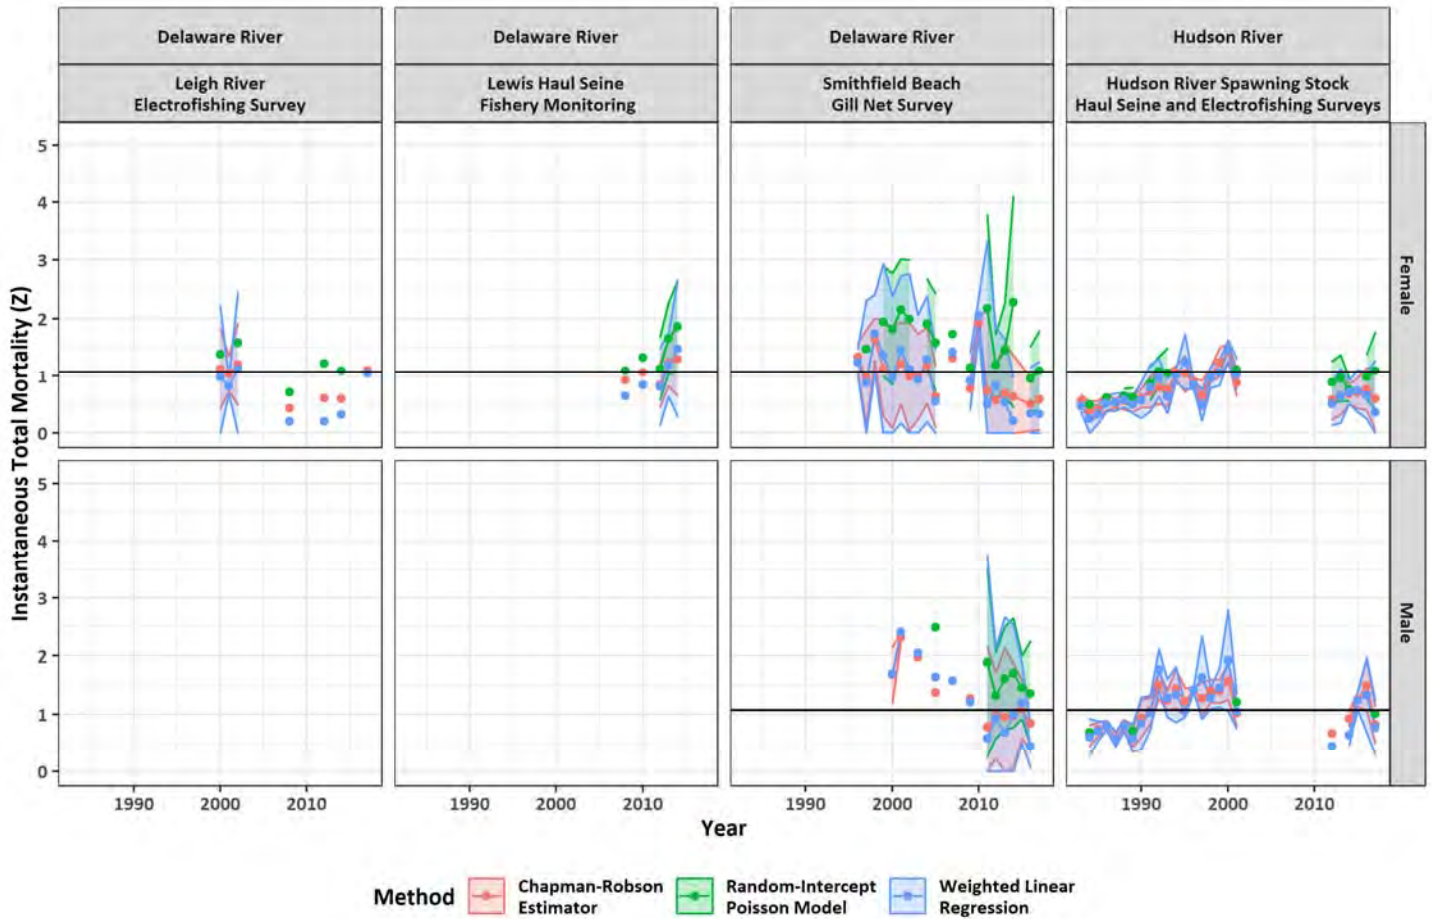 Delaware River
Delaware River
Delaware River
Hudson River
Leigh River
Electrofishing Survey
Lewis Haul Seine
Fishery Monitoring
Smithfield Beach
Gill Net Survey
Hudson River Spawning Stock
Haul Seine and Electrofishing Surveys
Instantaneous Total Mortality (Z)
5
4
3
2
1
0
Female
5
4
3
2
1
0
Male
1990 2000 2010
1990 2000 2010
1990 2000 2010
1990 2000 2010
Year
Method
Chapman-Robson
Estimator
Random-Intercept
Poisson Model
Weighted Linear
Regression